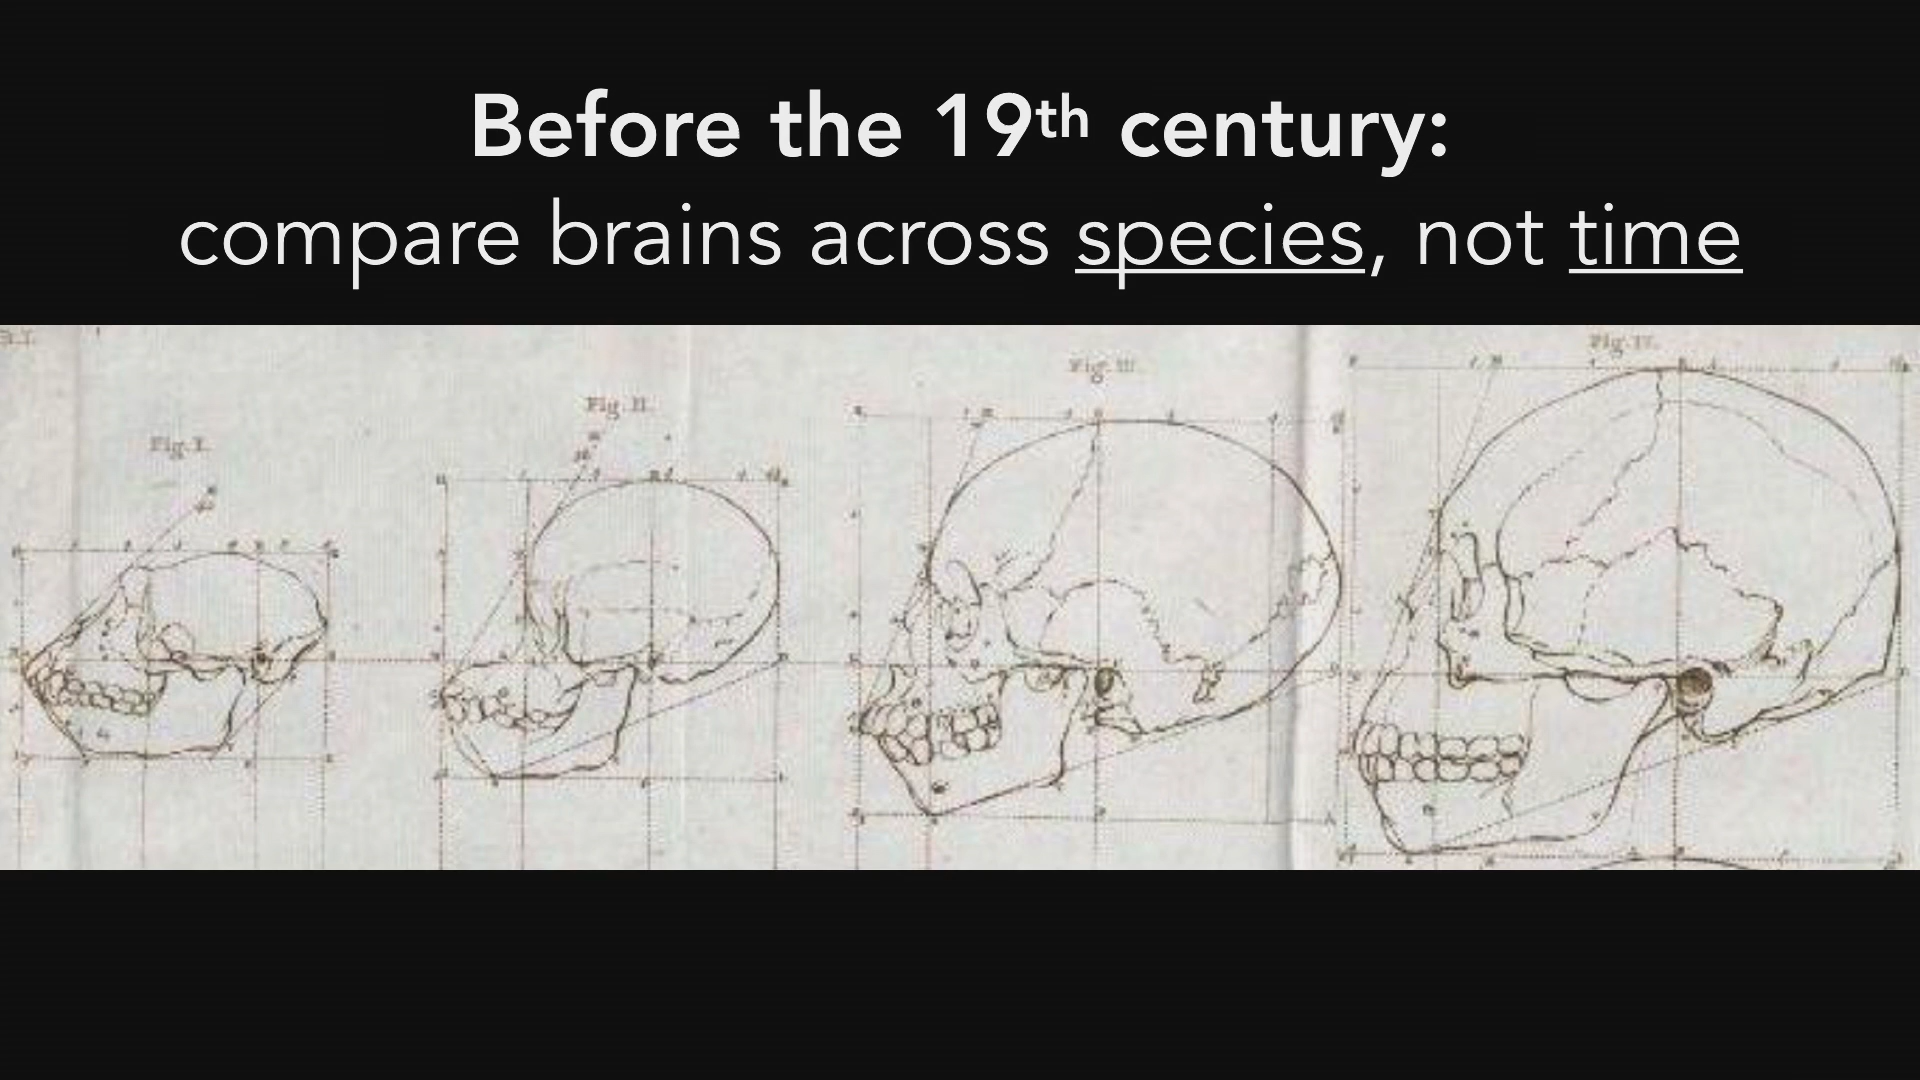 Before the 19th century:
compare brains across species, not time
Fig. I.
Fig. II.
Fig. III.
Fig. IV.